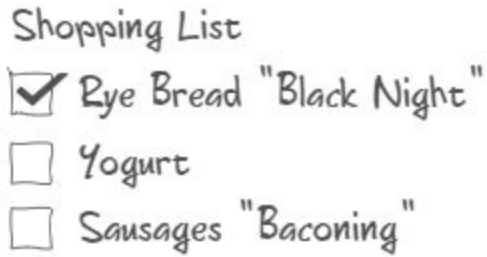 Shopping List
Rye Bread "Black Night"
Yogurt
Sausages "Baconing"